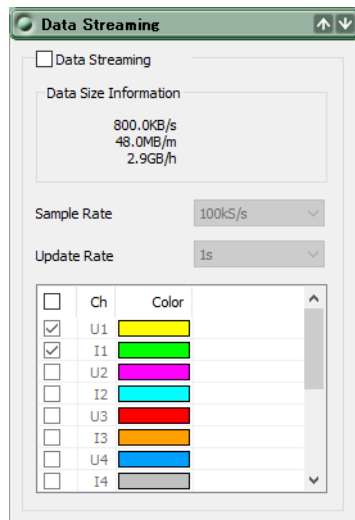 Data Streaming
Data Streaming
Data Size Information
800.0KB/s
48.0MB/m
2.9GB/h
Sample Rate 100kS/s
Update Rate 1s
Ch Color
U1
I1
U2
I2
U3
I3
U4
I4